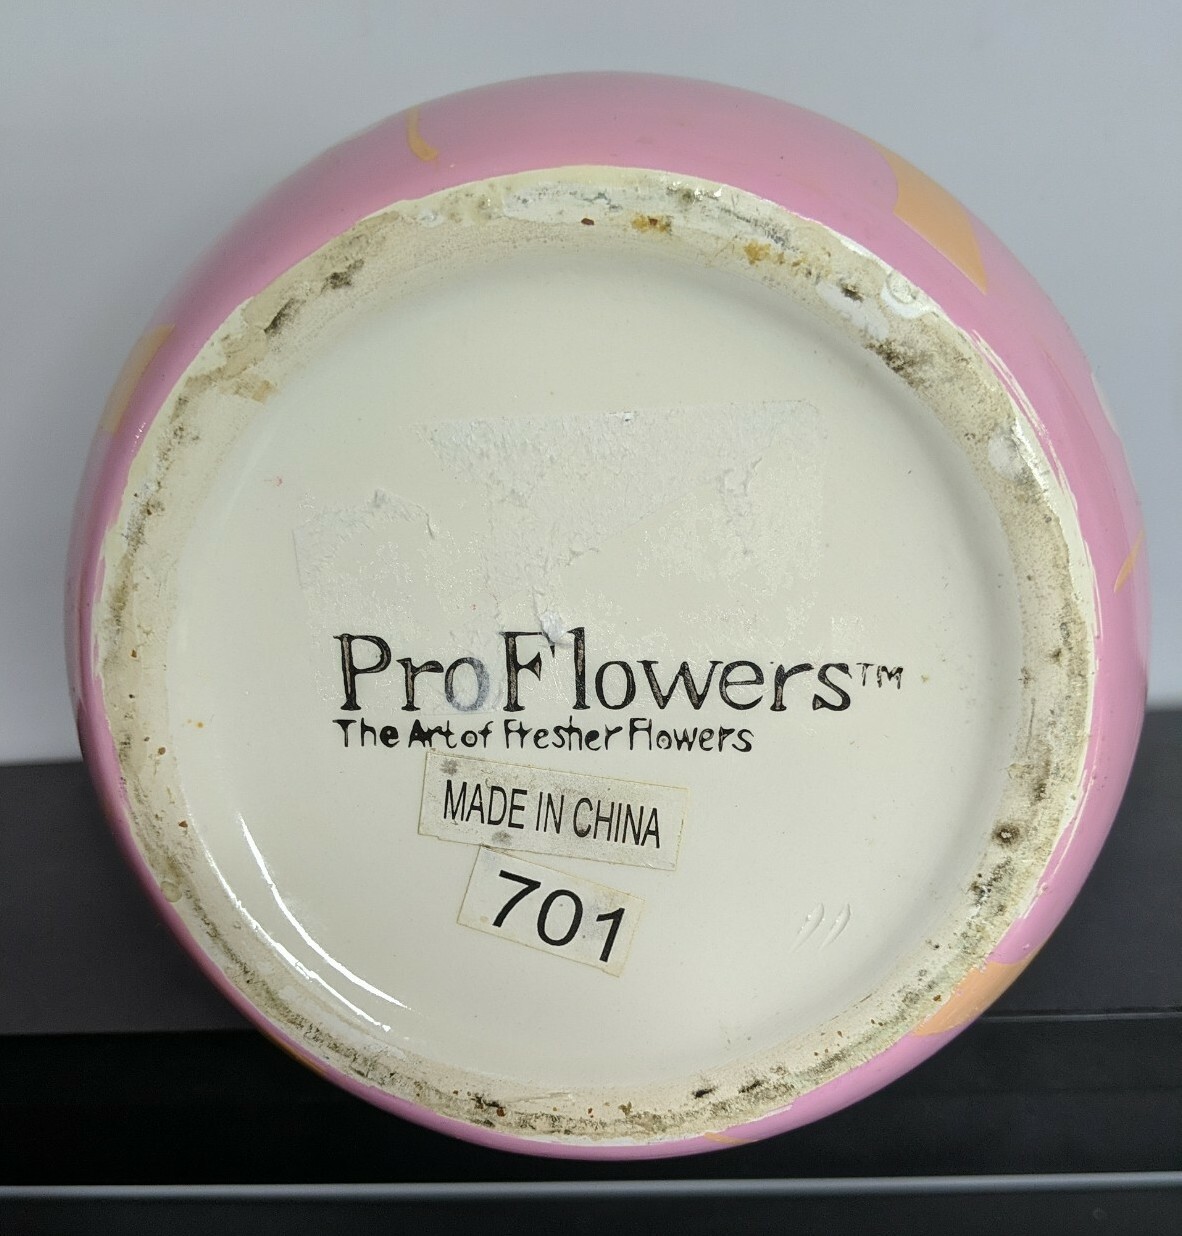 ProFlowers™
The Art of Fresher Flowers
MADE IN CHINA
701